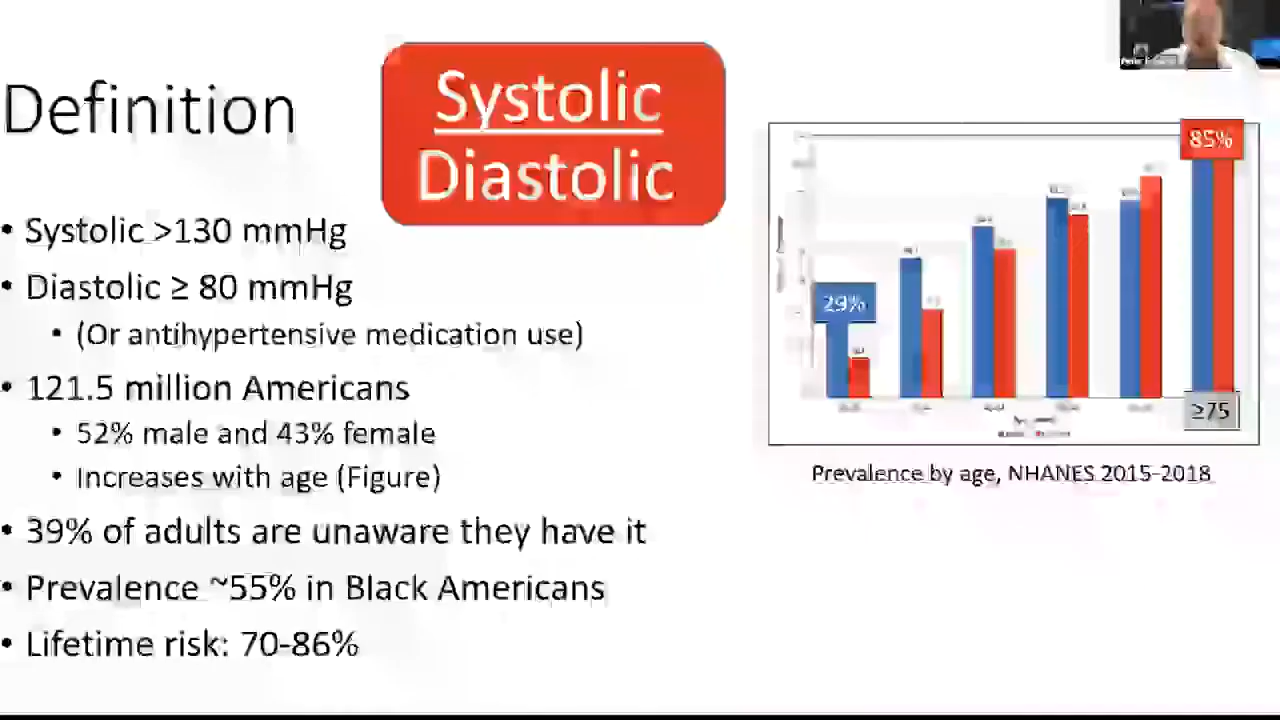 Definition
Systolic
Diastolic
• Systolic >130 mmHg
• Diastolic ≥ 80 mmHg
• (Or antihypertensive medication use)
• 121.5 million Americans
• 52% male and 43% female
• Increases with age (Figure)
• 39% of adults are unaware they have it
• Prevalence ~55% in Black Americans
• Lifetime risk: 70-86%
85%
29%
≥75
Prevalence by age, NHANES 2015-2018